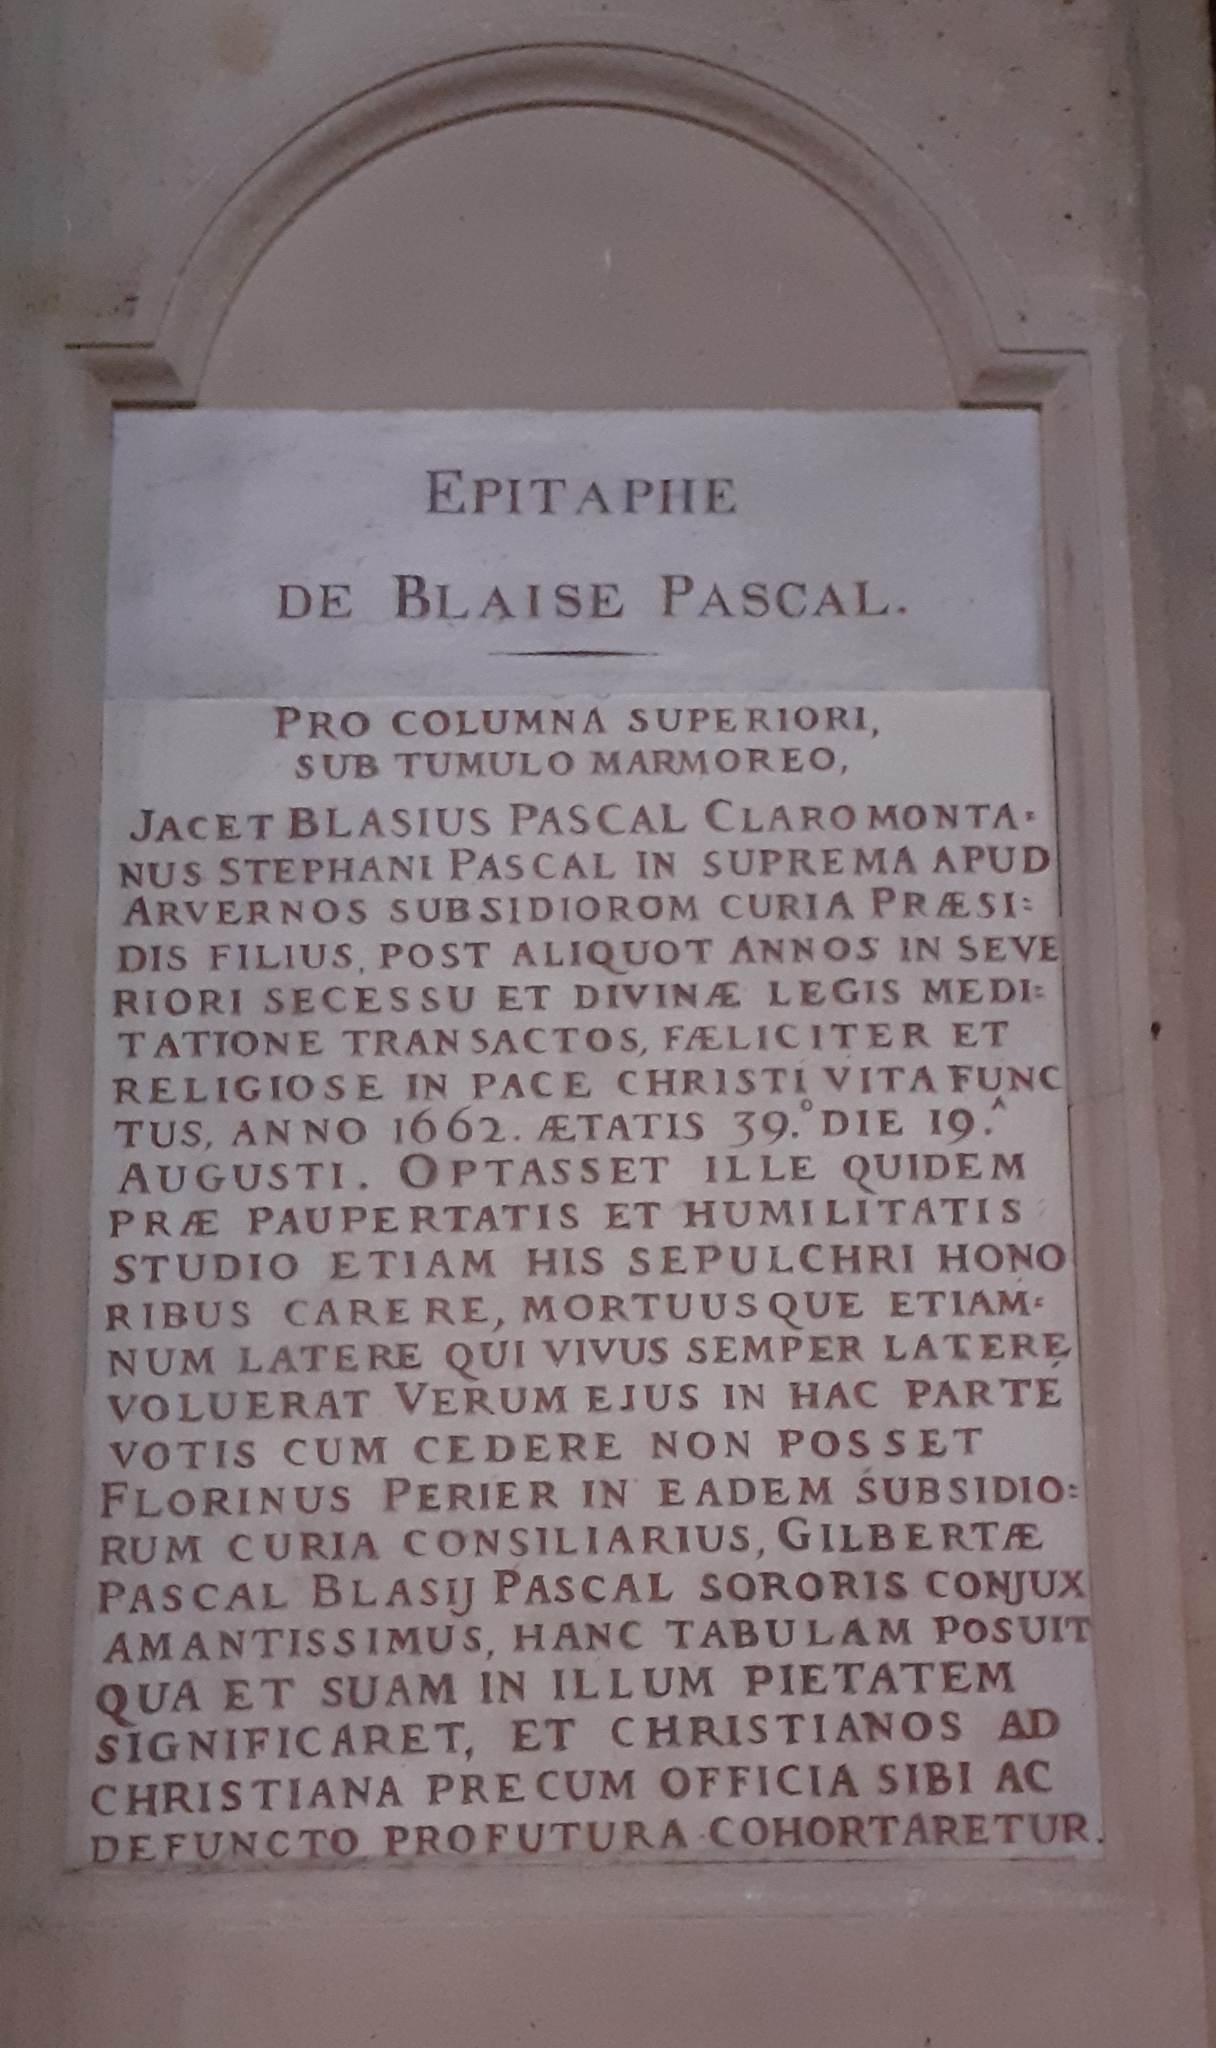 EPITAPHE
DE BLAISE PASCAL.
PRO COLUMNA SUPERIORI,
SUB TUMULO MARMOREO,
JACET BLASIUS PASCAL CLAROMONTA=
NUS STEPHANI PASCAL IN SUPREMA APUD
ARVERNOS SUBSIDIOROM CURIA PRÆSI=
DIS FILIUS, POST ALIQUOT ANNOS IN SEVE
RIORI SECESSU ET DIVINÆ LEGIS MEDI=
TATIONE TRANSACTOS, FÆLICITER ET
RELIGIOSE IN PACE CHRISTI VITA FUNC
TUS, ANNO 1662. ÆTATIS 39.º DIE 19.^
AUGUSTI. OPTASSET ILLE QUIDEM
PRÆ PAUPERTATIS ET HUMILITATIS
STUDIO ETIAM HIS SEPULCHRI HONO
RIBUS CARERE, MORTUUSQUE ETIAM=
NUM LATERE QUI VIVUS SEMPER LATERE
VOLUERAT VERUM EJUS IN HAC PARTE
VOTIS CUM CEDERE NON POSSET
FLORINUS PERIER IN EADEM SUBSIDIO=
RUM CURIA CONSILIARIUS, GILBERTÆ
PASCAL BLASIJ PASCAL SORORIS CONJUX
AMANTISSIMUS, HANC TABULAM POSUIT
QUA ET SUAM IN ILLUM PIETATEM
SIGNIFICARET, ET CHRISTIANOS AD
CHRISTIANA PRECUM OFFICIA SIBI AC
DEFUNCTO PROFUTURA COHORTARETUR.